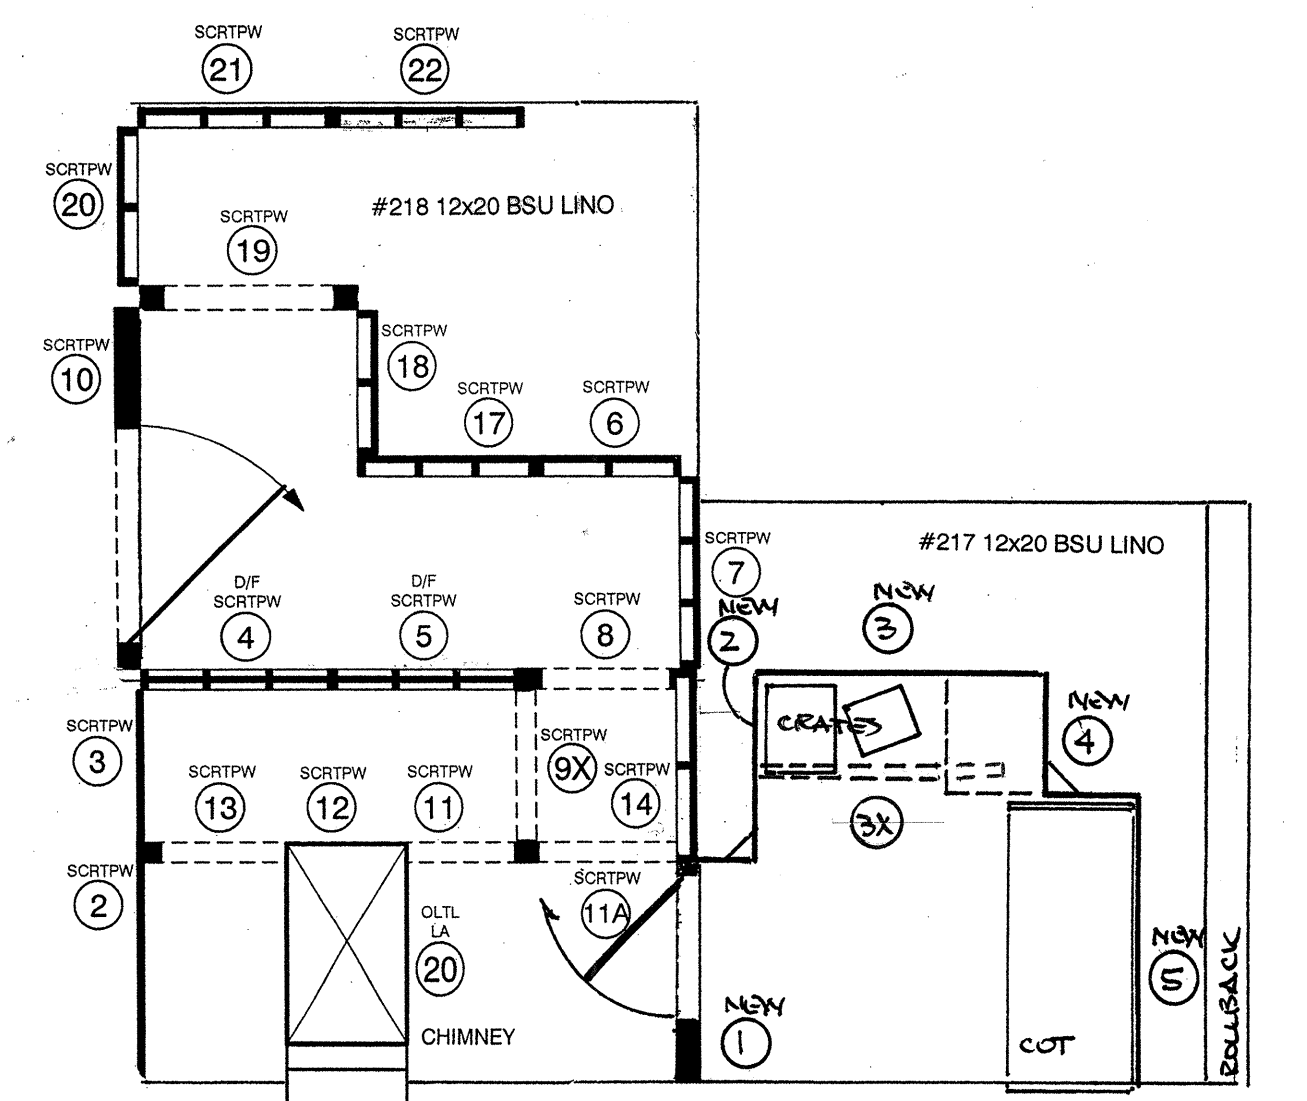 SCRTPW
21
SCRTPW
22
SCRTPW
20
#218 12x20 BSU LINO
SCRTPW
19
SCRTPW
10
SCRTPW
18
SCRTPW
17
SCRTPW
6
#217 12x20 BSU LINO
SCRTPW
7
D/F
SCRTPW
4
D/F
SCRTPW
5
SCRTPW
8
NEW
2
NEW
3
SCRTPW
3
SCRTPW
13
SCRTPW
12
SCRTPW
11
SCRTPW
9X
SCRTPW
14
CRATES
NEW
4
3X
SCRTPW
2
OLTL
LA
20
SCRTPW
11A
CHIMNEY
NEW
1
COT
NEW
5
ROLLBACK